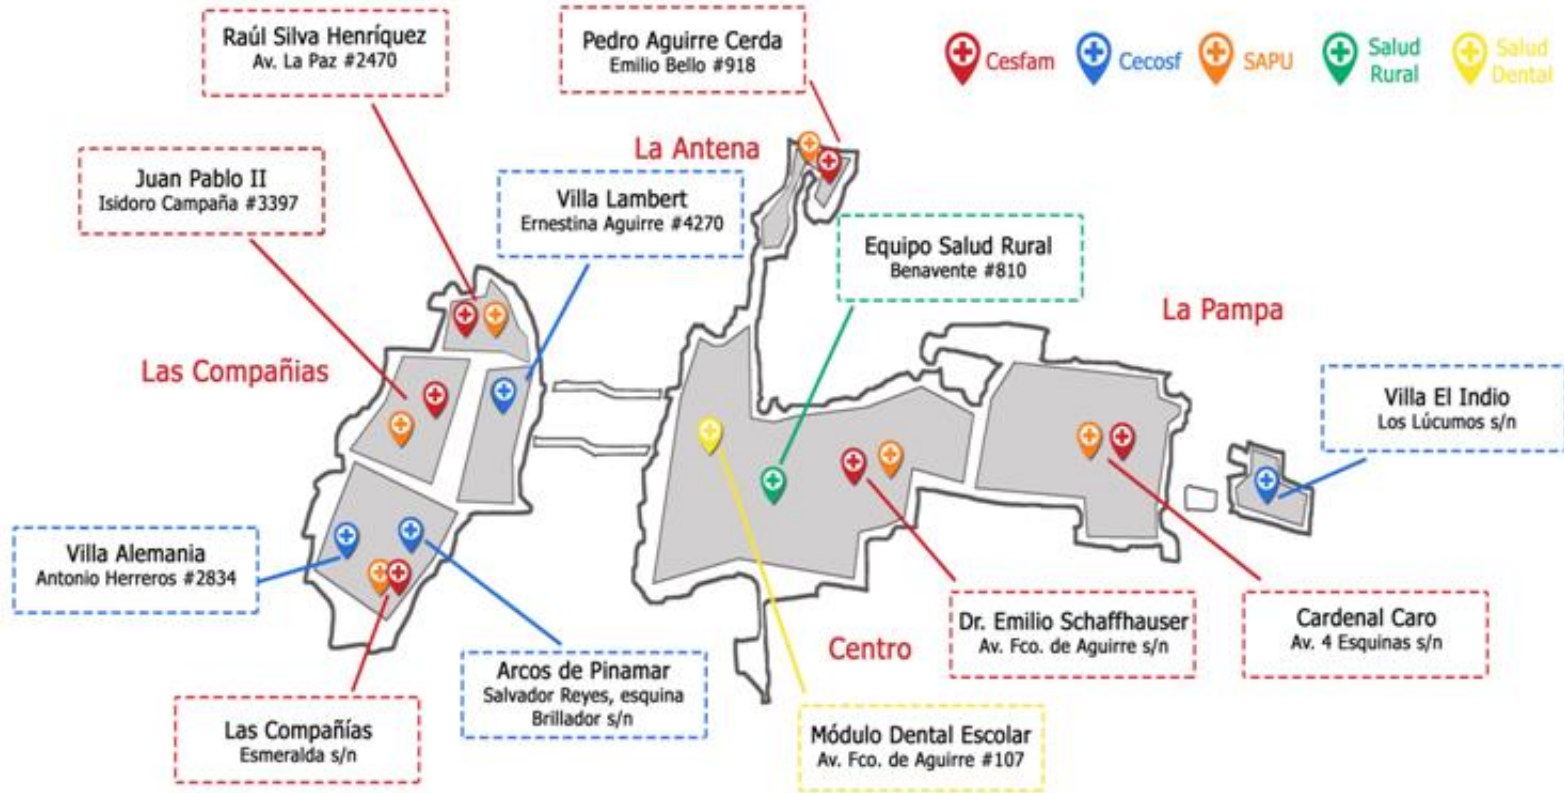 Raúl Silva Henríquez
Av. La Paz #2470
Pedro Aguirre Cerda
Emilio Bello #918
Cesfam
Cecosf
SAPU
Salud
Rural
Salud
Dental
La Antena
Juan Pablo II
Isidoro Campaña #3397
Villa Lambert
Ernestina Aguirre #4270
Equipo Salud Rural
Benavente #810
La Pampa
Las Compañias
Villa El Indio
Los Lúcumos s/n
Villa Alemania
Antonio Herreros #2834
Dr. Emilio Schaffhauser
Av. Fco. de Aguirre s/n
Cardenal Caro
Av. 4 Esquinas s/n
Centro
Arcos de Pinamar
Salvador Reyes, esquina
Brillador s/n
Las Compañías
Esmeralda s/n
Módulo Dental Escolar
Av. Fco. de Aguirre #107